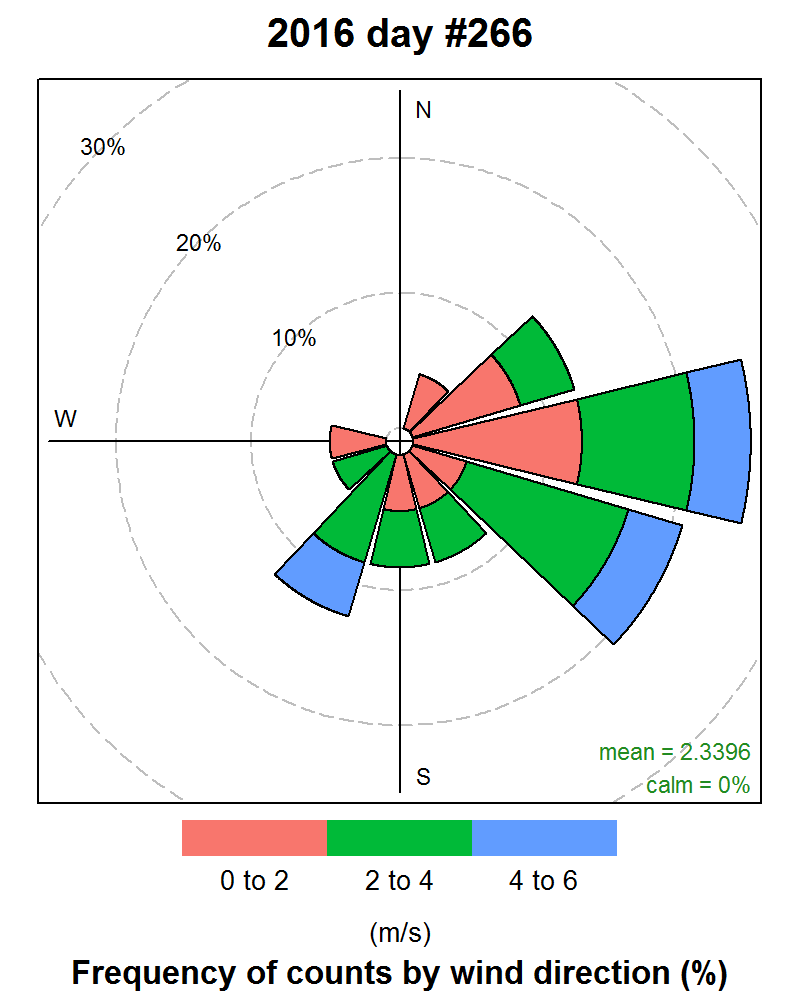 2016 day #266
N
30%
20%
10%
W
S
mean = 2.3396
calm = 0%
0 to 2 2 to 4 4 to 6
(m/s)
Frequency of counts by wind direction (%)